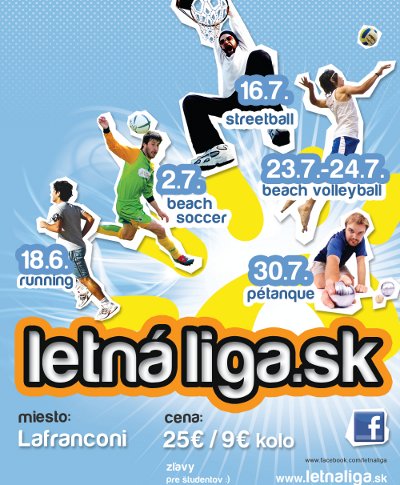 16.7.
streetball
2.7.
beach
soccer
23.7.-24.7.
beach volleyball
18.6.
running
30.7.
pétanque
letná liga.sk
miesto:
Lafranconi
cena:
25€ / 9€ kolo
zľavy
pre študentov :)
f
www.facebook.com/letnaliga
www.letnaliga.sk